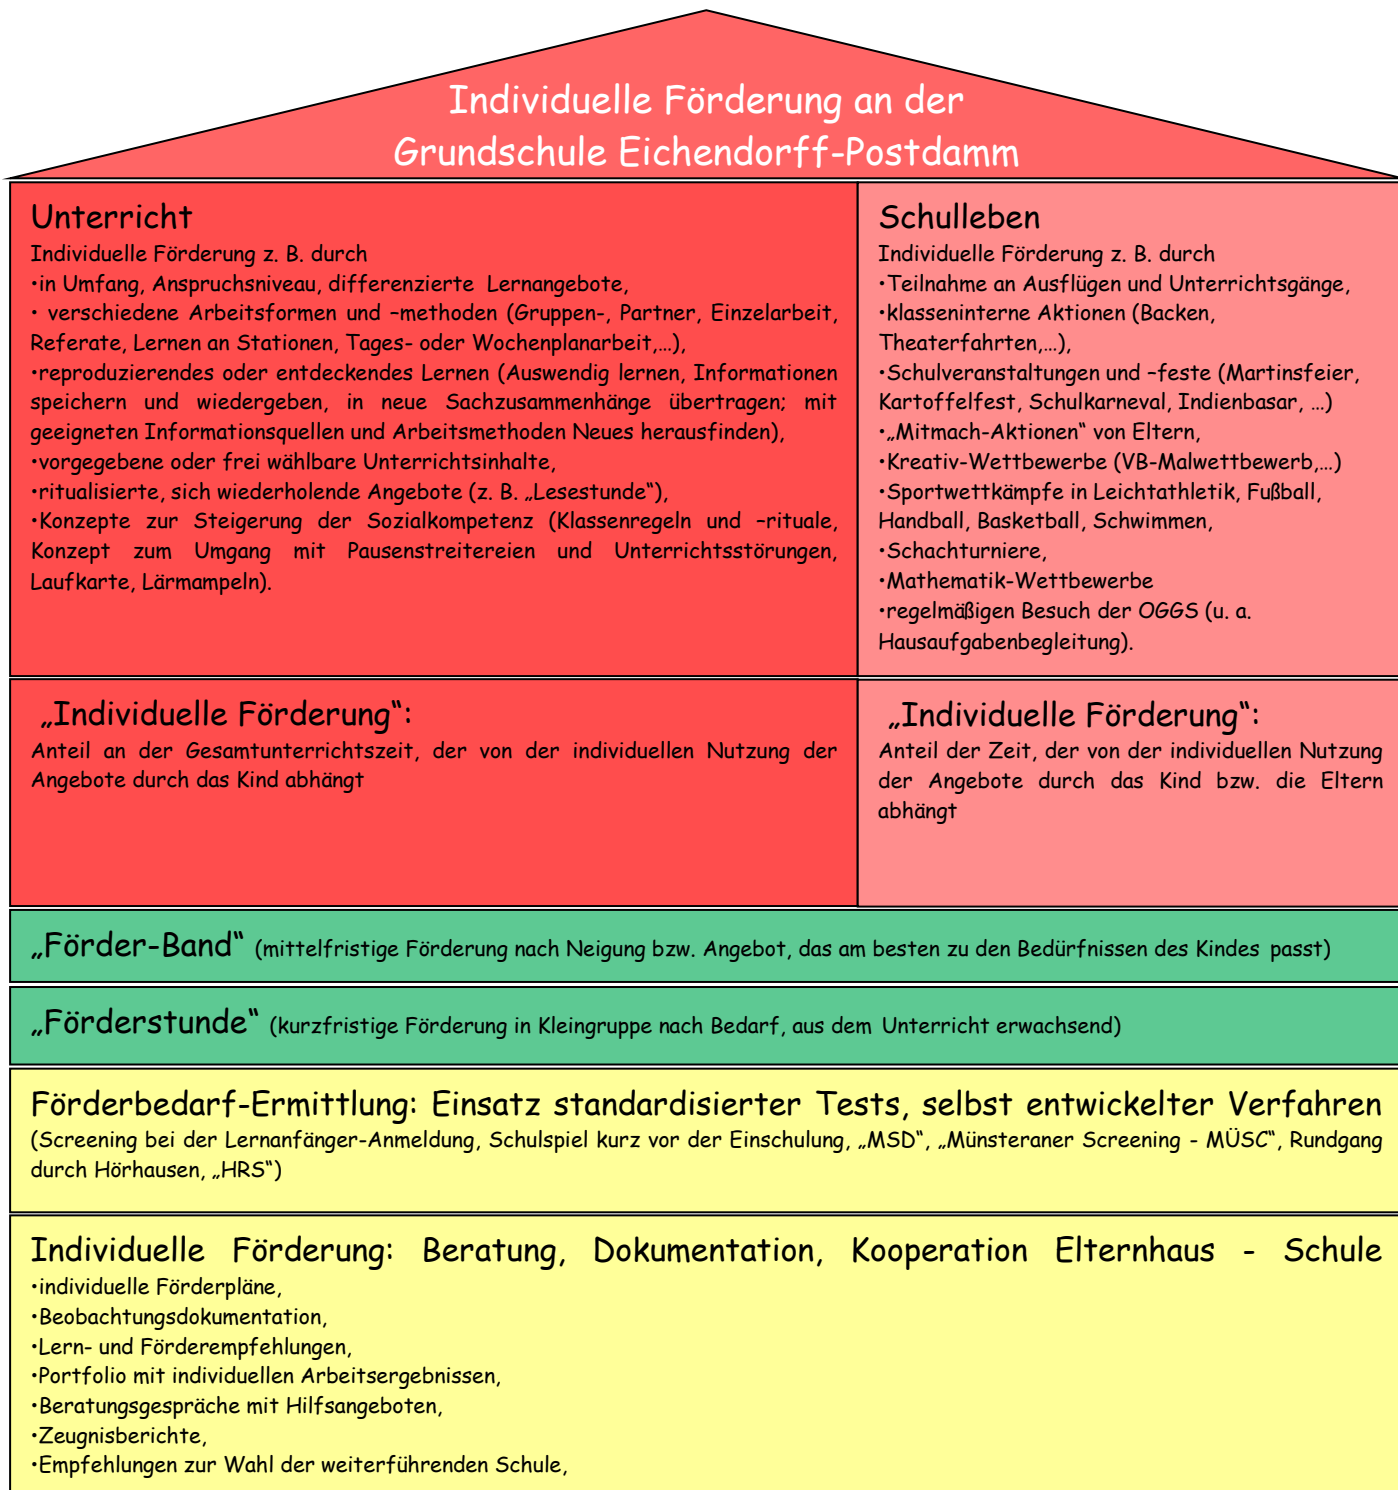 Individuelle Förderung an der
Grundschule Eichendorff-Postdamm
Unterricht
Individuelle Förderung z. B. durch
•in Umfang, Anspruchsniveau, differenzierte Lernangebote,
• verschiedene Arbeitsformen und –methoden (Gruppen-, Partner, Einzelarbeit,
Referate, Lernen an Stationen, Tages- oder Wochenplanarbeit,…),
•reproduzierendes oder entdeckendes Lernen (Auswendig lernen, Informationen
speichern und wiedergeben, in neue Sachzusammenhänge übertragen; mit
geeigneten Informationsquellen und Arbeitsmethoden Neues herausfinden),
•vorgegebene oder frei wählbare Unterrichtsinhalte,
•ritualisierte, sich wiederholende Angebote (z. B. „Lesestunde“),
•Konzepte zur Steigerung der Sozialkompetenz (Klassenregeln und –rituale,
Konzept zum Umgang mit Pausenstreitereien und Unterrichtsstörungen,
Laufkarte, Lärmampeln).
Schulleben
Individuelle Förderung z. B. durch
•Teilnahme an Ausflügen und Unterrichtsgänge,
•klasseninterne Aktionen (Backen,
Theaterfahrten,…),
•Schulveranstaltungen und –feste (Martinsfeier,
Kartoffelfest, Schulkarneval, Indienbasar, …)
•„Mitmach-Aktionen“ von Eltern,
•Kreativ-Wettbewerbe (VB-Malwettbewerb,…)
•Sportwettkämpfe in Leichtathletik, Fußball,
Handball, Basketball, Schwimmen,
•Schachturniere,
•Mathematik-Wettbewerbe
•regelmäßigen Besuch der OGGS (u. a.
Hausaufgabenbegleitung).
„Individuelle Förderung“:
Anteil an der Gesamtunterrichtszeit, der von der individuellen Nutzung der
Angebote durch das Kind abhängt
„Individuelle Förderung“:
Anteil der Zeit, der von der individuellen Nutzung
der Angebote durch das Kind bzw. die Eltern
abhängt
„Förder-Band“ (mittelfristige Förderung nach Neigung bzw. Angebot, das am besten zu den Bedürfnissen des Kindes passt)
„Förderstunde“ (kurzfristige Förderung in Kleingruppe nach Bedarf, aus dem Unterricht erwachsend)
Förderbedarf-Ermittlung: Einsatz standardisierter Tests, selbst entwickelter Verfahren
(Screening bei der Lernanfänger-Anmeldung, Schulspiel kurz vor der Einschulung, „MSD“, „Münsteraner Screening - MÜSC“, Rundgang
durch Hörhausen, „HRS“)
Individuelle Förderung: Beratung, Dokumentation, Kooperation Elternhaus - Schule
•individuelle Förderpläne,
•Beobachtungsdokumentation,
•Lern- und Förderempfehlungen,
•Portfolio mit individuellen Arbeitsergebnissen,
•Beratungsgespräche mit Hilfsangeboten,
•Zeugnisberichte,
•Empfehlungen zur Wahl der weiterführenden Schule,